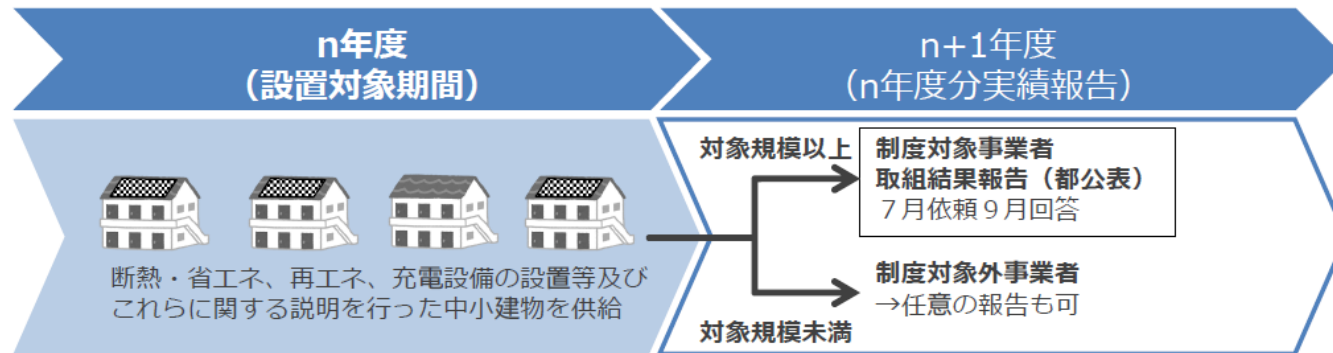 n年度
（設置対象期間）
n+1年度
（n年度分実績報告）
断熱・省エネ、再エネ、充電設備の設置等及び
これらに関する説明を行った中小建物を供給
対象規模以上
制度対象事業者
取組結果報告（都公表）
７月依頼９月回答
制度対象外事業者
→任意の報告も可
対象規模未満